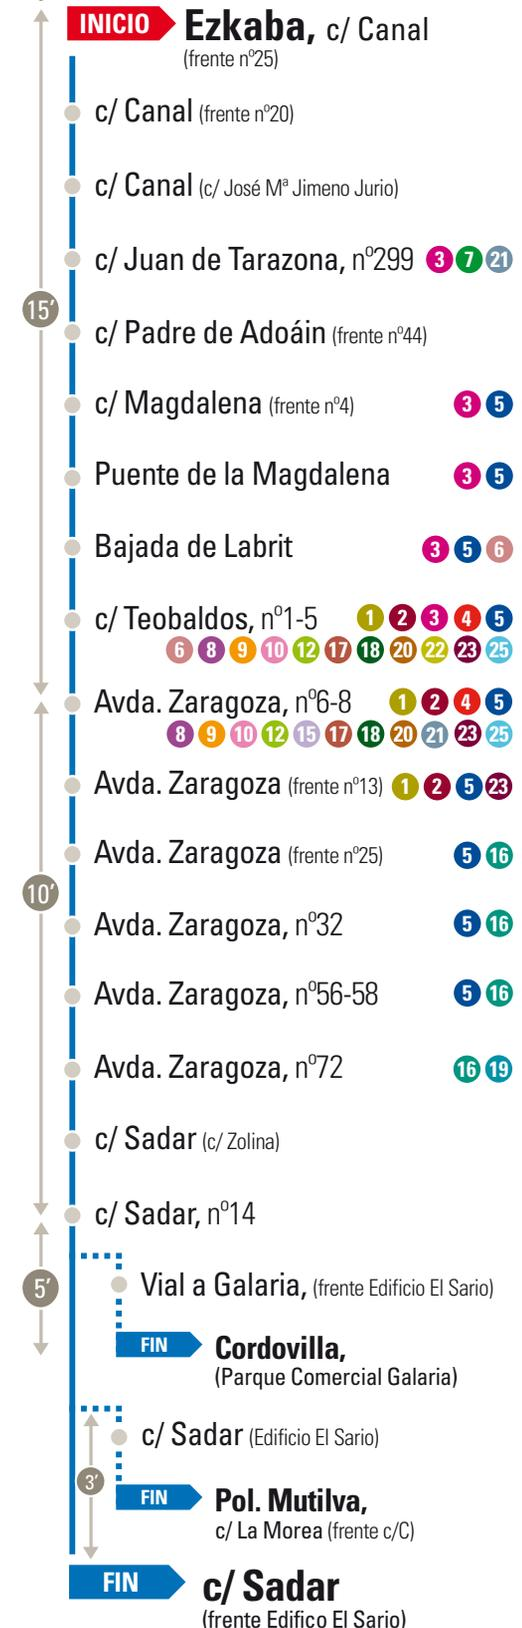 INICIO Ezkaba, c/ Canal
(frente nº25)
c/ Canal (frente nº20)
c/ Canal (c/ José Mª Jimeno Jurio)
c/ Juan de Tarazona, nº299 3 7 21
15’
c/ Padre de Adoáin (frente nº44)
c/ Magdalena (frente nº4) 3 5
Puente de la Magdalena 3 5
Bajada de Labrit 3 5 6
c/ Teobaldos, nº1-5 1 2 3 4 5
6 8 9 10 12 17 18 20 22 23 25
Avda. Zaragoza, nº6-8 1 2 4 5
8 9 10 12 15 17 18 20 21 23 25
Avda. Zaragoza (frente nº13) 1 2 5 23
Avda. Zaragoza (frente nº25) 5 16
10’
Avda. Zaragoza, nº32 5 16
Avda. Zaragoza, nº56-58 5 16
Avda. Zaragoza, nº72 16 19
c/ Sadar (c/ Zolina)
c/ Sadar, nº14
5’ Vial a Galaria, (frente Edificio El Sario)
FIN Cordovilla,
(Parque Comercial Galaria)
c/ Sadar (Edificio El Sario)
3’
FIN Pol. Mutilva,
c/ La Morea (frente c/C)
FIN c/ Sadar
(frente Edifico El Sario)